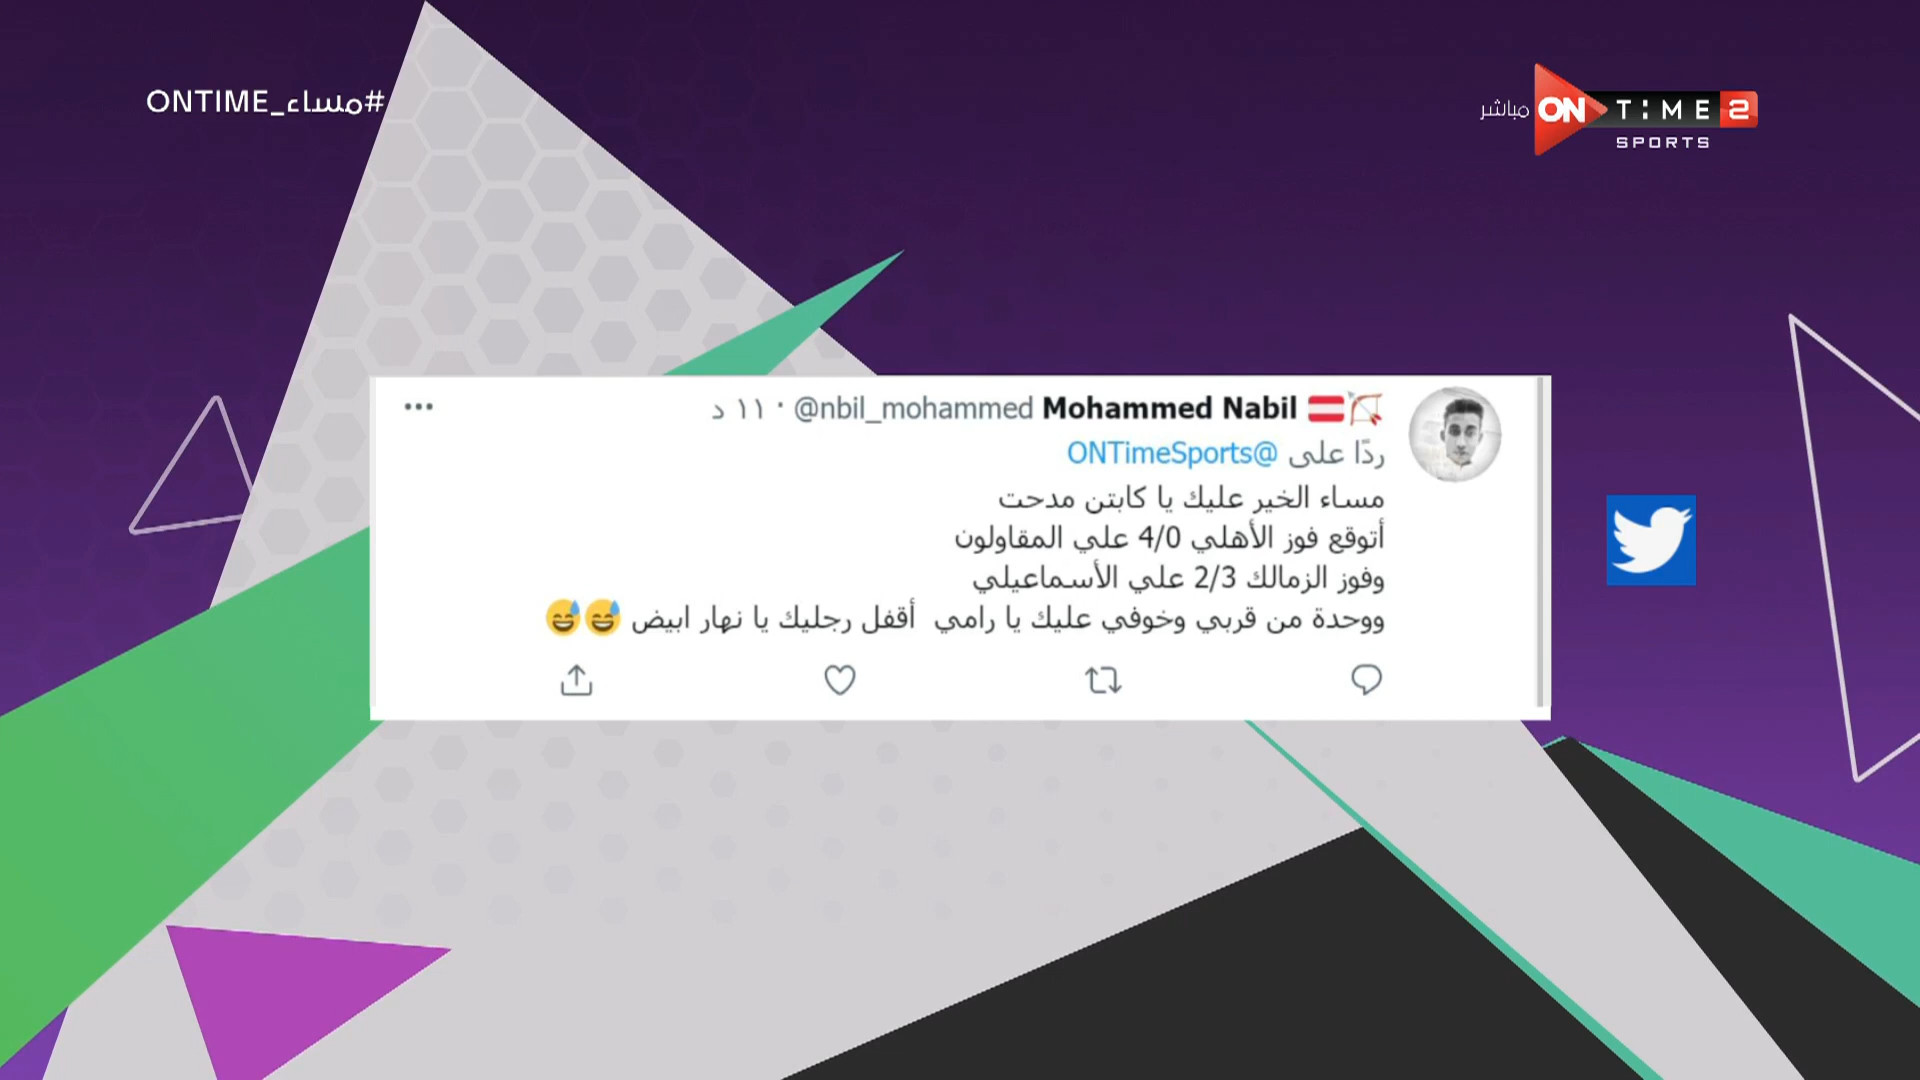 #مساء_ONTIME
مباشر ON TIME 2
SPORTS
Mohammed Nabil @nbil_mohammed · ١١ د
ردًا على @ONTimeSports
مساء الخير عليك يا كابتن مدحت
أتوقع فوز الأهلي 4/0 علي المقاولون
وفوز الزمالك 2/3 علي الأسماعيلي
ووحدة من قربي وخوفي عليك يا رامي أقفل رجليك يا نهار ابيض 😅😅